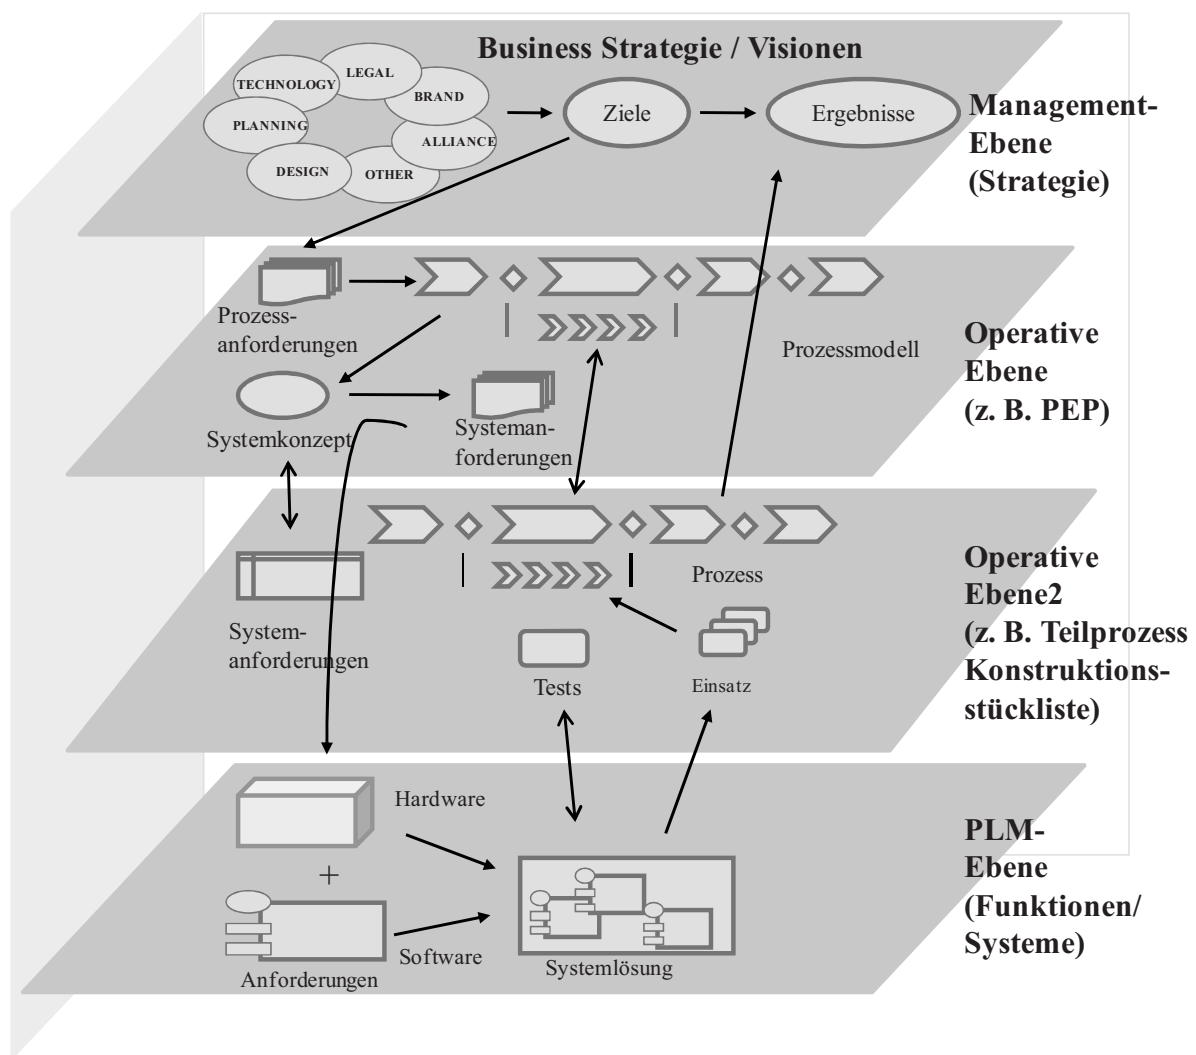 Business Strategie / Visionen
TECHNOLOGY
LEGAL
BRAND
PLANNING
ALLIANCE
DESIGN
OTHER
Ziele
Ergebnisse
Management-
Ebene
(Strategie)
Prozess-
anforderungen
Prozessmodell
Systemkonzept
Systeman-
forderungen
Operative
Ebene
(z. B. PEP)
System-
anforderungen
Prozess
Tests
Einsatz
Operative
Ebene2
(z. B. Teilprozess
Konstruktions-
stückliste)
Hardware
+
Software
Anforderungen
Systemlösung
PLM-
Ebene
(Funktionen/
Systeme)